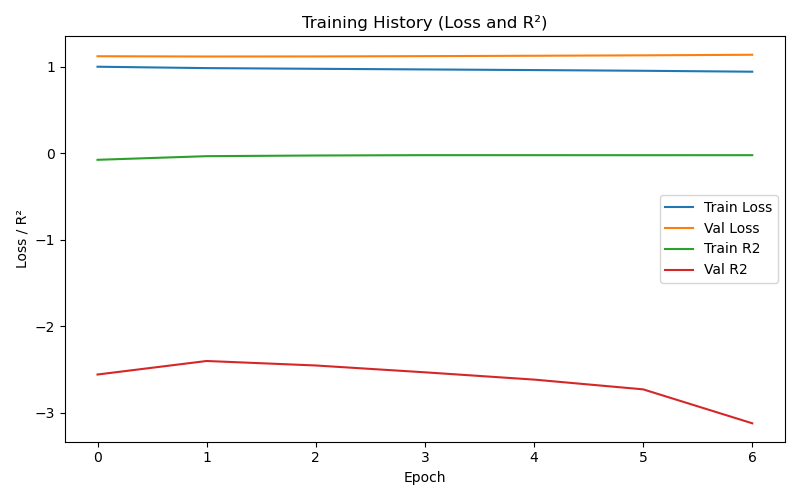 Training History (Loss and R²)
Loss / R²
1
0
−1
−2
−3
Train Loss
Val Loss
Train R2
Val R2
0 1 2 3 4 5 6
Epoch